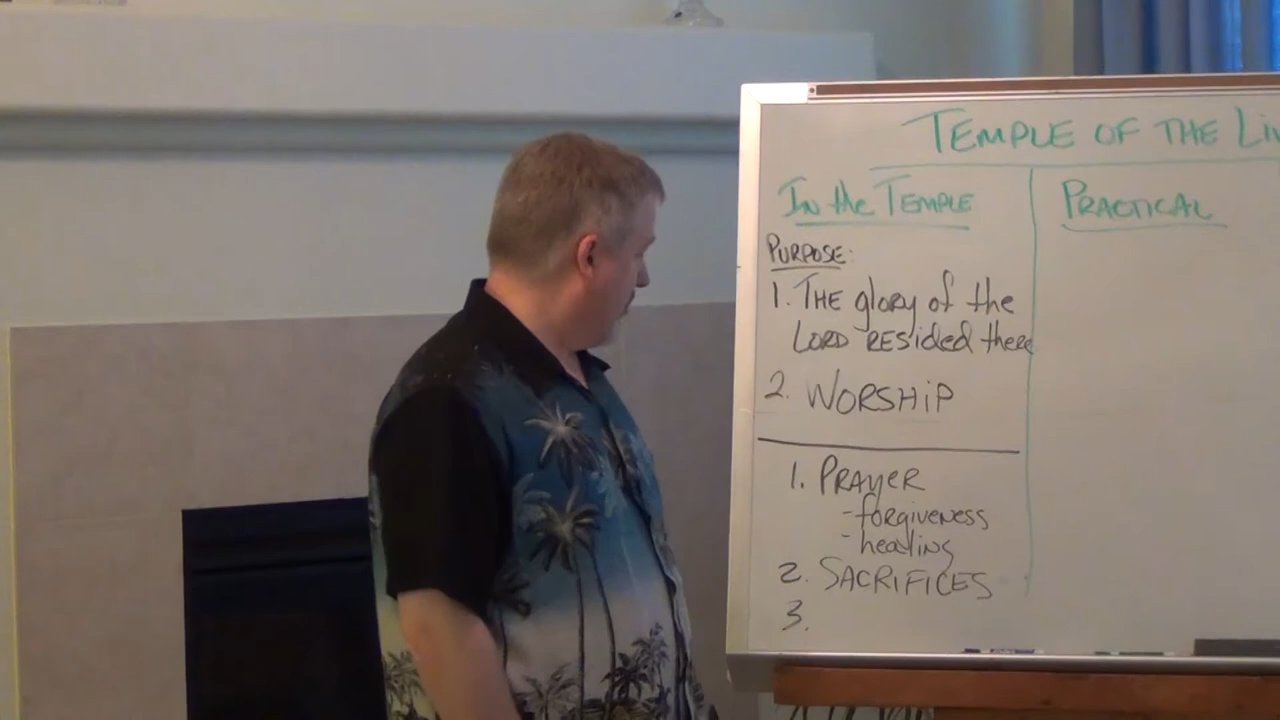 TEMPLE OF THE Li
In the TEMPLE
PRACTICAL
PURPOSE:
1. THE glory of the
LORD RESided there
2. WORSHiP
1. PRAyER
-forgiveness
-healing
2. SACRiFiCES
3.